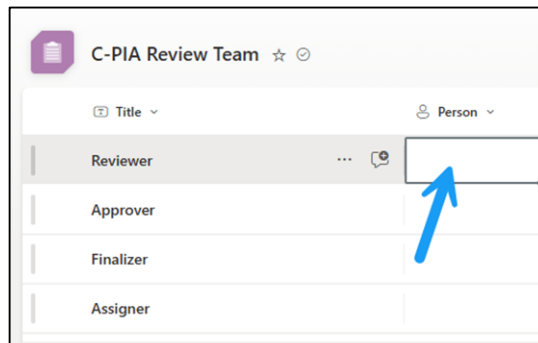 C-PIA Review Team
Title Person
Reviewer
Approver
Finalizer
Assigner